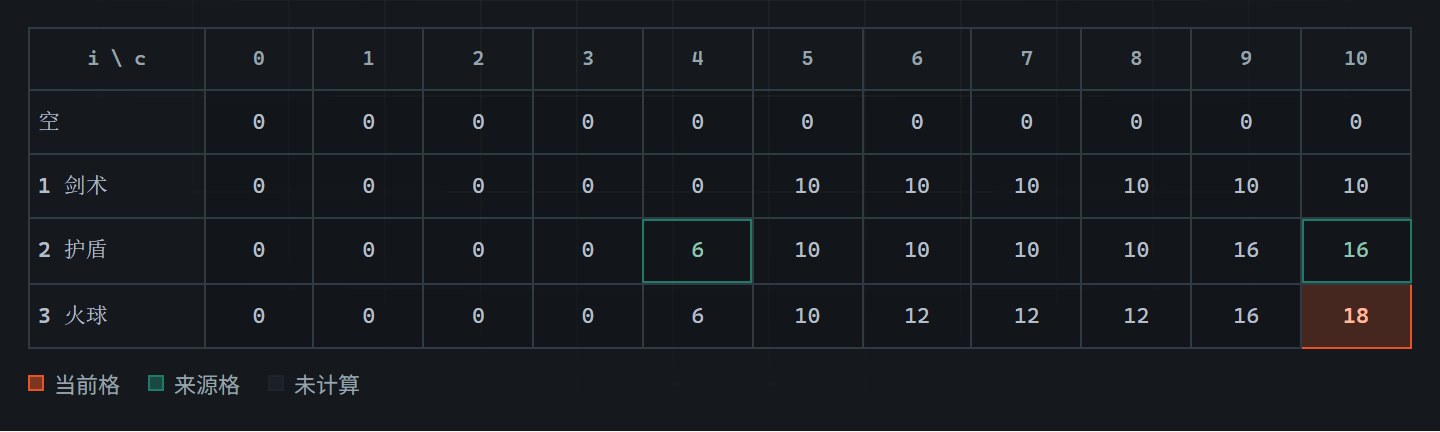 i \ c 0 1 2 3 4 5 6 7 8 9 10
空 0 0 0 0 0 0 0 0 0 0 0
1 剑术 0 0 0 0 0 10 10 10 10 10 10
2 护盾 0 0 0 0 6 10 10 10 10 16 16
3 火球 0 0 0 0 6 10 12 12 12 16 18
当前格 来源格 未计算